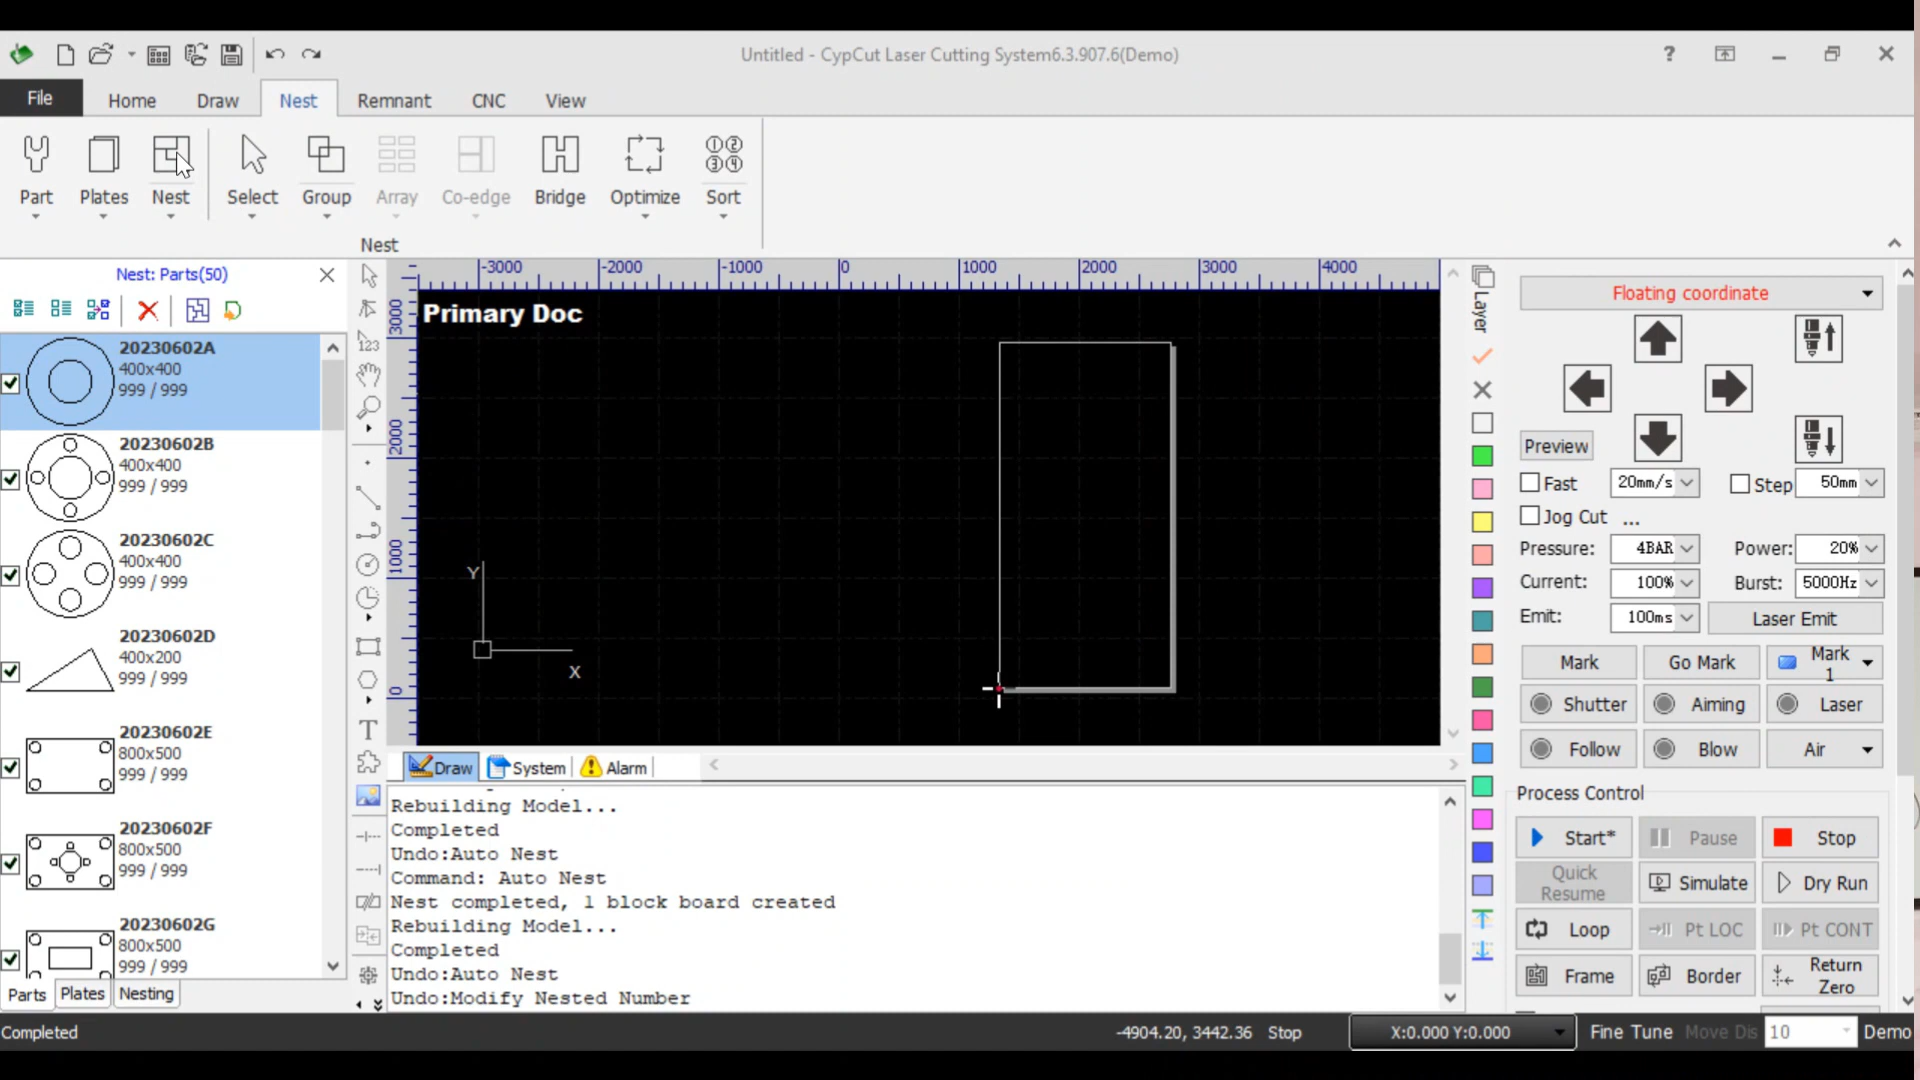 Untitled - CypCut Laser Cutting System6.3.907.6(Demo)
?
File Home Draw Nest Remnant CNC View
Part Plates Nest Select Group Array Co-edge Bridge Optimize Sort
Nest
Nest: Parts(50)
20230602A
400x400
999 / 999
20230602B
400x400
999 / 999
20230602C
400x400
999 / 999
20230602D
400x200
999 / 999
20230602E
800x500
999 / 999
20230602F
800x500
999 / 999
20230602G
800x500
999 / 999
Parts Plates Nesting
123
T
-3000 -2000 -1000 0 1000 2000 3000 4000
3000
2000
1000
0
Primary Doc
Y
X
Draw System Alarm
Rebuilding Model...
Completed
Undo:Auto Nest
Command: Auto Nest
Nest completed, 1 block board created
Rebuilding Model...
Completed
Undo:Auto Nest
Undo:Modify Nested Number
Layer
Floating coordinate
Preview
Fast 20mm/s Step 50mm
Jog Cut ...
Pressure: 4BAR Power: 20%
Current: 100% Burst: 5000Hz
Emit: 100ms Laser Emit
Mark Go Mark Mark 1
Shutter Aiming Laser
Follow Blow Air
Process Control
Start* Pause Stop
Quick Resume Simulate Dry Run
Loop Pt LOC Pt CONT
Frame Border Return Zero
Completed -4904.20, 3442.36 Stop X:0.000 Y:0.000 Fine Tune Move Dis 10 Demo